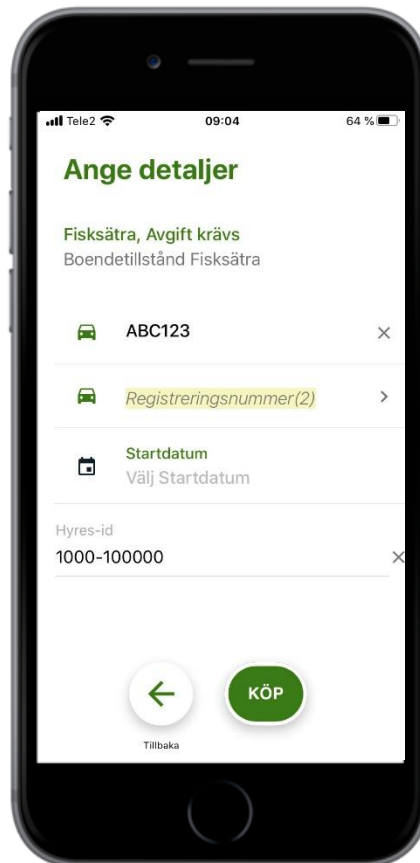 Tele2 09:04 64 %
Ange detaljer
Fisksätra, Avgift krävs
Boendetillstånd Fisksätra
ABC123
Registreringsnummer(2)
Startdatum
Välj Startdatum
Hyres-id
1000-100000
KÖP
Tillbaka